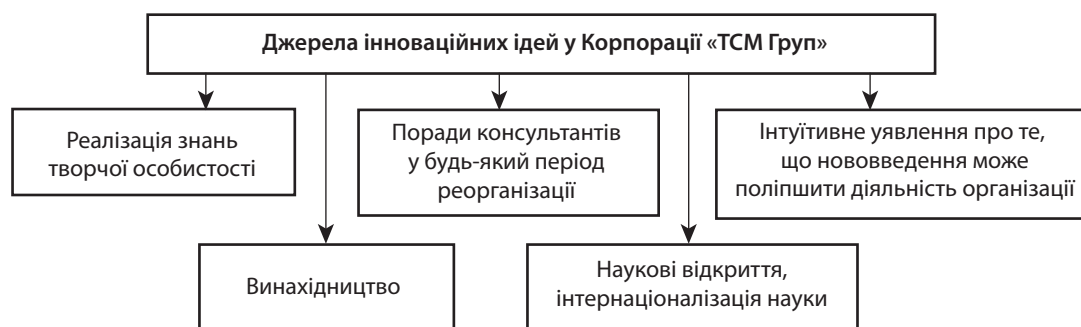 Джерела інноваційних ідей у Корпорації «ТСМ Груп»
Реалізація знань
творчої особистості
Поради консультантів
у будь-який період
реорганізації
Інтуїтивне уявлення про те,
що нововведення може
поліпшити діяльність організації
Винахідництво
Наукові відкриття,
інтернаціоналізація науки